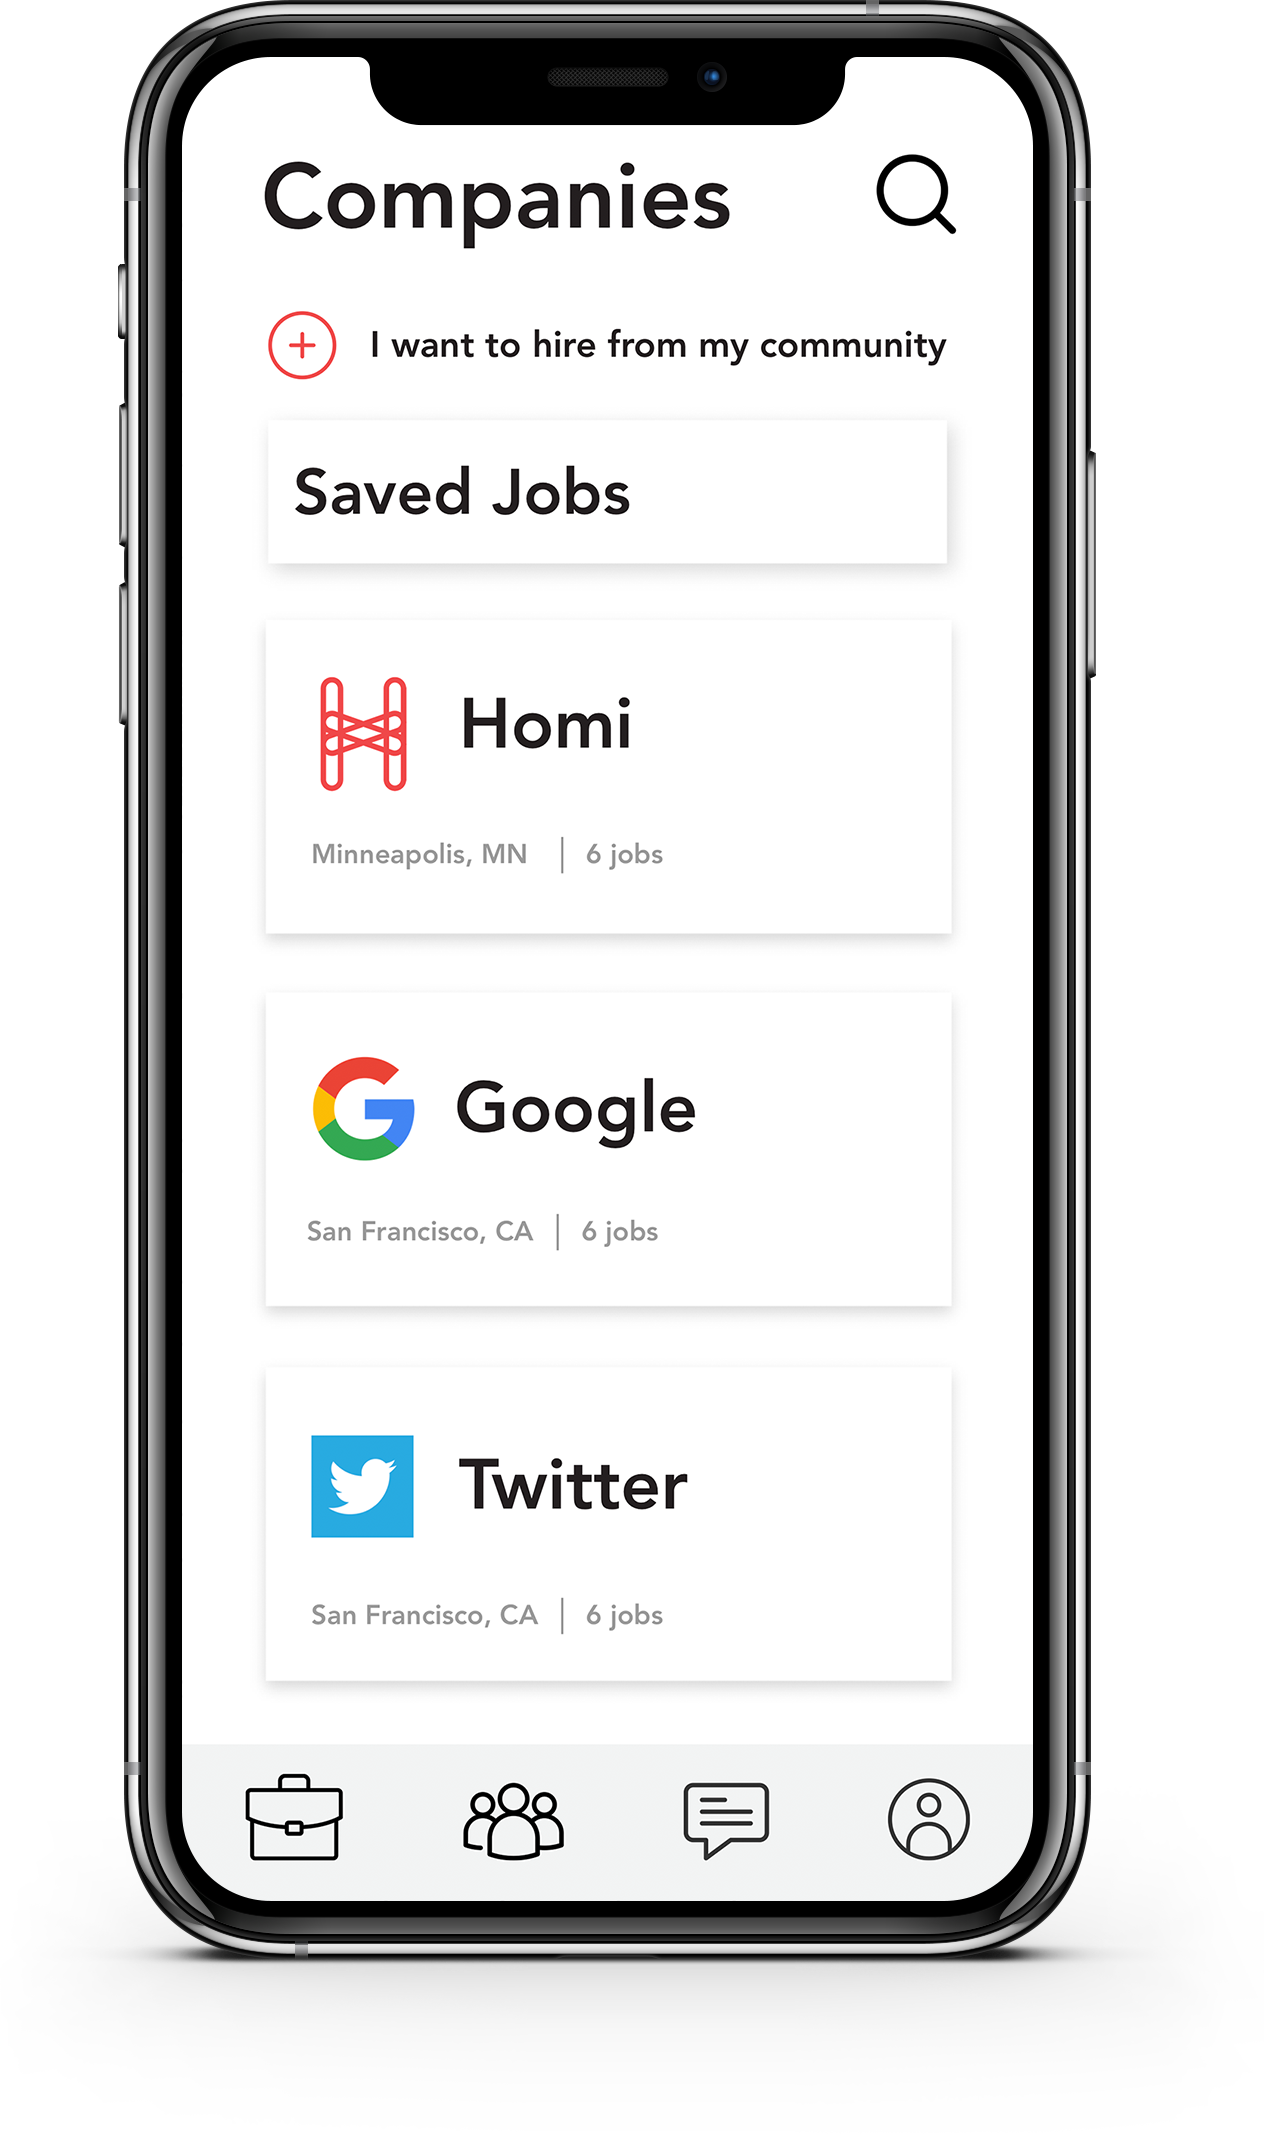 Companies
I want to hire from my community
Saved Jobs
Homi
Minneapolis, MN | 6 jobs
Google
San Francisco, CA | 6 jobs
Twitter
San Francisco, CA | 6 jobs